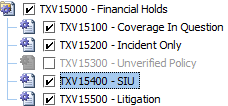 TXV15000 - Financial Holds
TXV15100 - Coverage In Question
TXV15200 - Incident Only
TXV15300 - Unverified Policy
TXV15400 - SIU
TXV15500 - Litigation